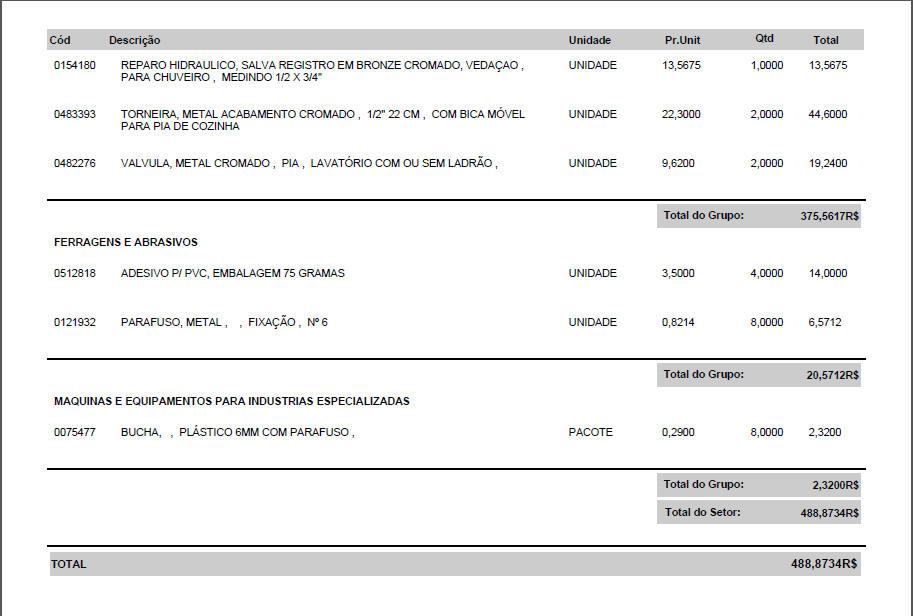 Cód Descrição Unidade Pr.Unit Qtd Total
0154180 REPARO HIDRAULICO, SALVA REGISTRO EM BRONZE CROMADO, VEDAÇAO , UNIDADE 13,5675 1,0000 13,5675
PARA CHUVEIRO , MEDINDO 1/2 X 3/4"
0483393 TORNEIRA, METAL ACABAMENTO CROMADO , 1/2" 22 CM , COM BICA MÓVEL UNIDADE 22,3000 2,0000 44,6000
PARA PIA DE COZINHA
0482276 VALVULA, METAL CROMADO , PIA , LAVATÓRIO COM OU SEM LADRÃO , UNIDADE 9,6200 2,0000 19,2400
Total do Grupo: 375,5617R$
FERRAGENS E ABRASIVOS
0512818 ADESIVO P/ PVC, EMBALAGEM 75 GRAMAS UNIDADE 3,5000 4,0000 14,0000
0121932 PARAFUSO, METAL , , FIXAÇÃO , Nº 6 UNIDADE 0,8214 8,0000 6,5712
Total do Grupo: 20,5712R$
MAQUINAS E EQUIPAMENTOS PARA INDUSTRIAS ESPECIALIZADAS
0075477 BUCHA, , PLÁSTICO 6MM COM PARAFUSO , PACOTE 0,2900 8,0000 2,3200
Total do Grupo: 2,3200R$
Total do Setor: 488,8734R$
TOTAL 488,8734R$